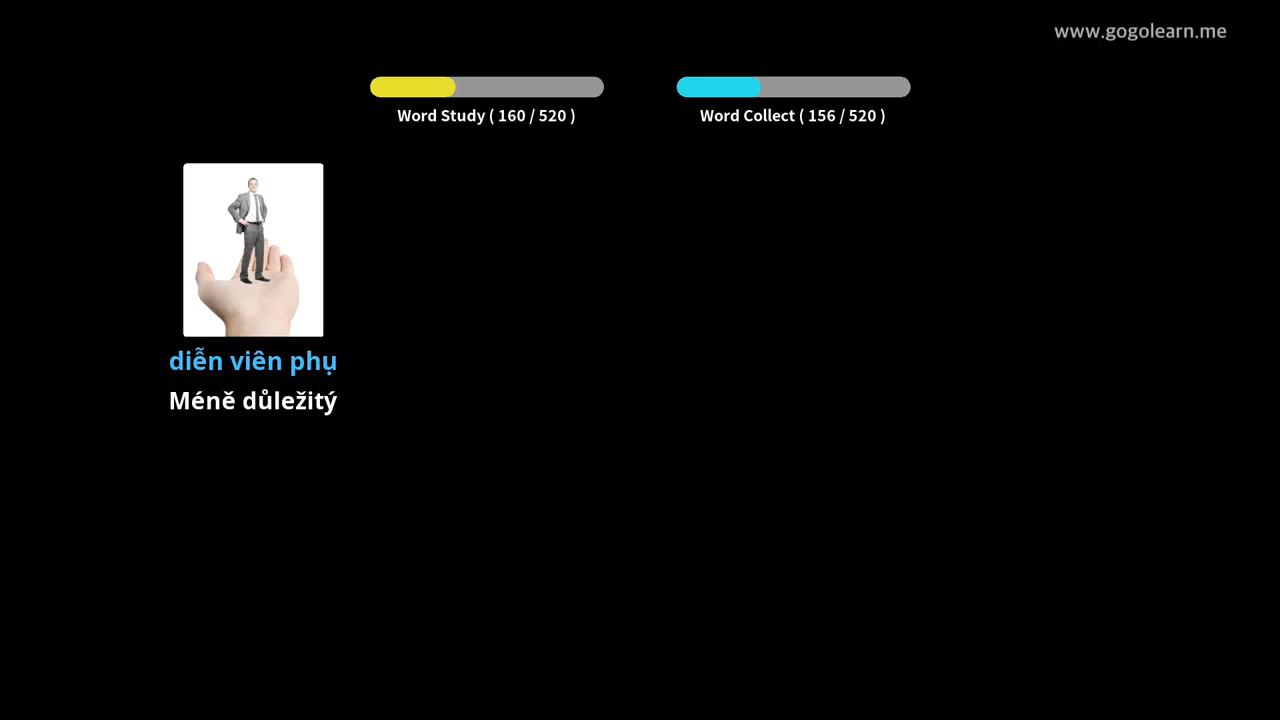 www.gogolearn.me
Word Study ( 160 / 520 )
Word Collect ( 156 / 520 )
diễn viên phụ
Méně důležitý